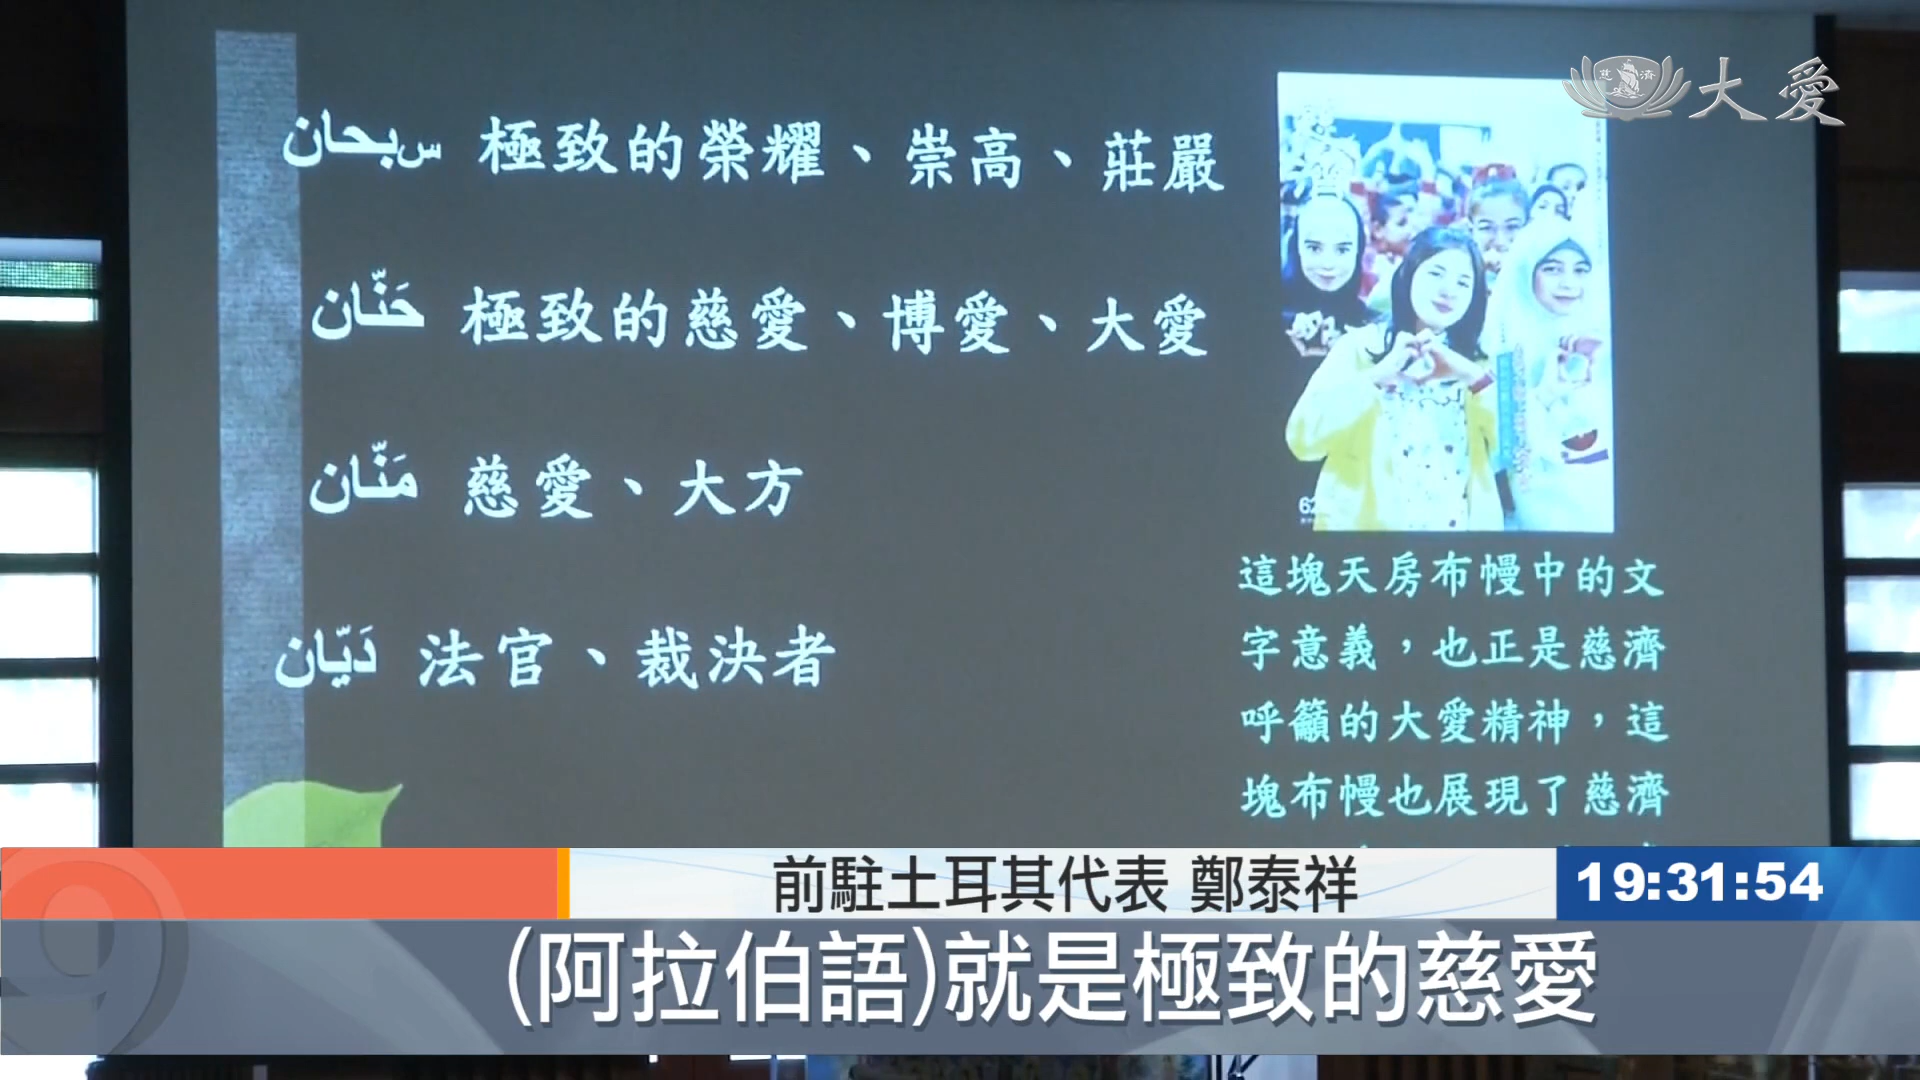 慈濟 大愛
سبحان 極致的榮耀、崇高、莊嚴
حَنّان 極致的慈愛、博愛、大愛
مَنّان 慈愛、大方
دَيّان 法官、裁決者
這塊天房布幔中的文
字意義，也正是慈濟
呼籲的大愛精神，這
塊布幔也展現了慈濟
前駐土耳其代表 鄭泰祥
19:31:54
(阿拉伯語)就是極致的慈愛